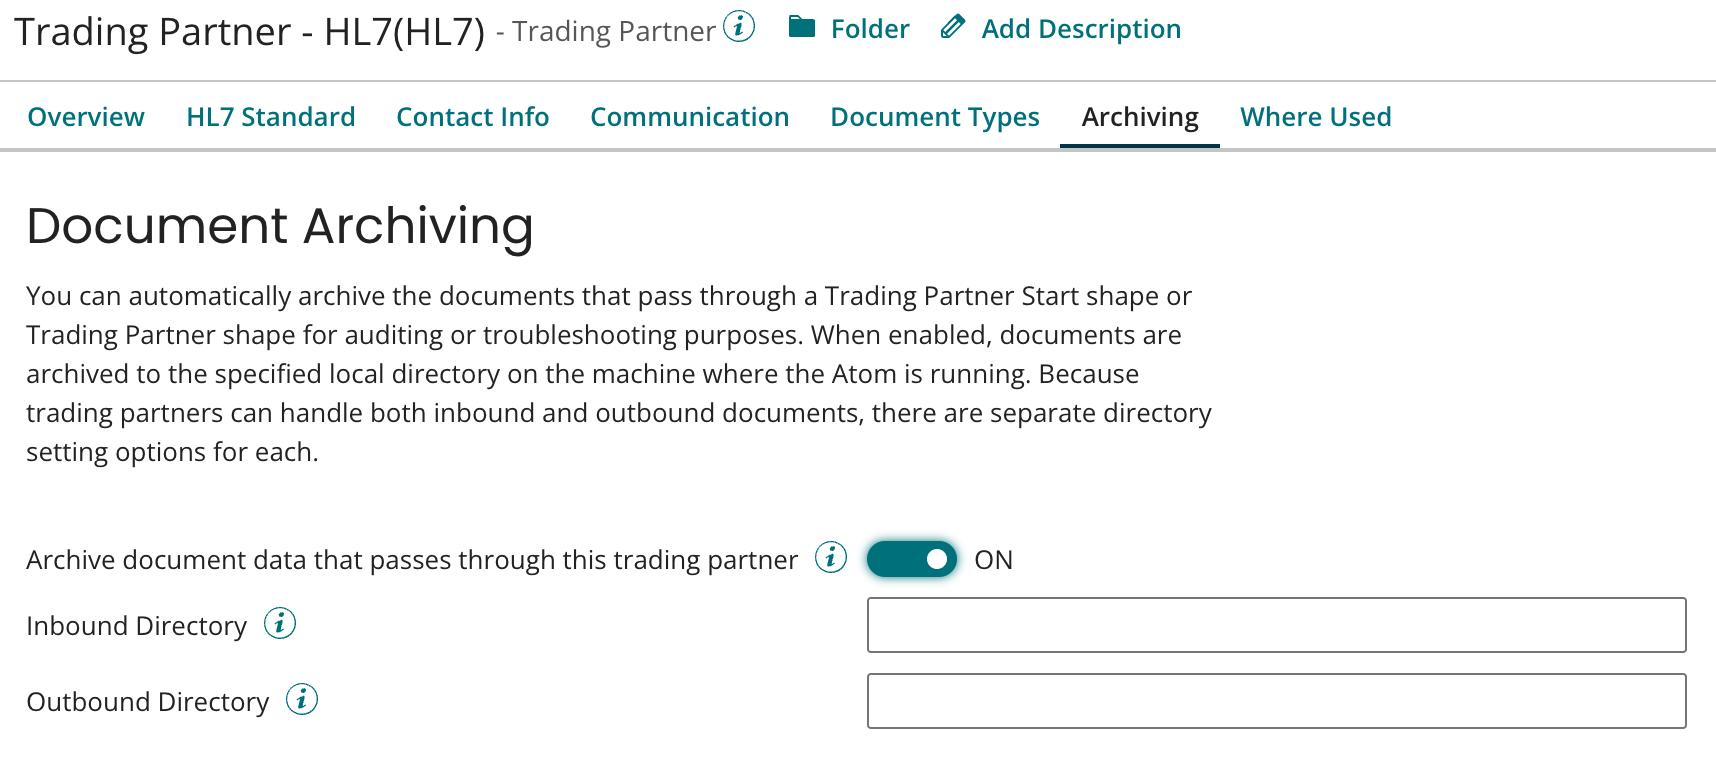 Trading Partner - HL7(HL7) - Trading Partner i Folder Add Description
Overview HL7 Standard Contact Info Communication Document Types Archiving Where Used
Document Archiving
You can automatically archive the documents that pass through a Trading Partner Start shape or
Trading Partner shape for auditing or troubleshooting purposes. When enabled, documents are
archived to the specified local directory on the machine where the Atom is running. Because
trading partners can handle both inbound and outbound documents, there are separate directory
setting options for each.
Archive document data that passes through this trading partner i ON
Inbound Directory i
Outbound Directory i